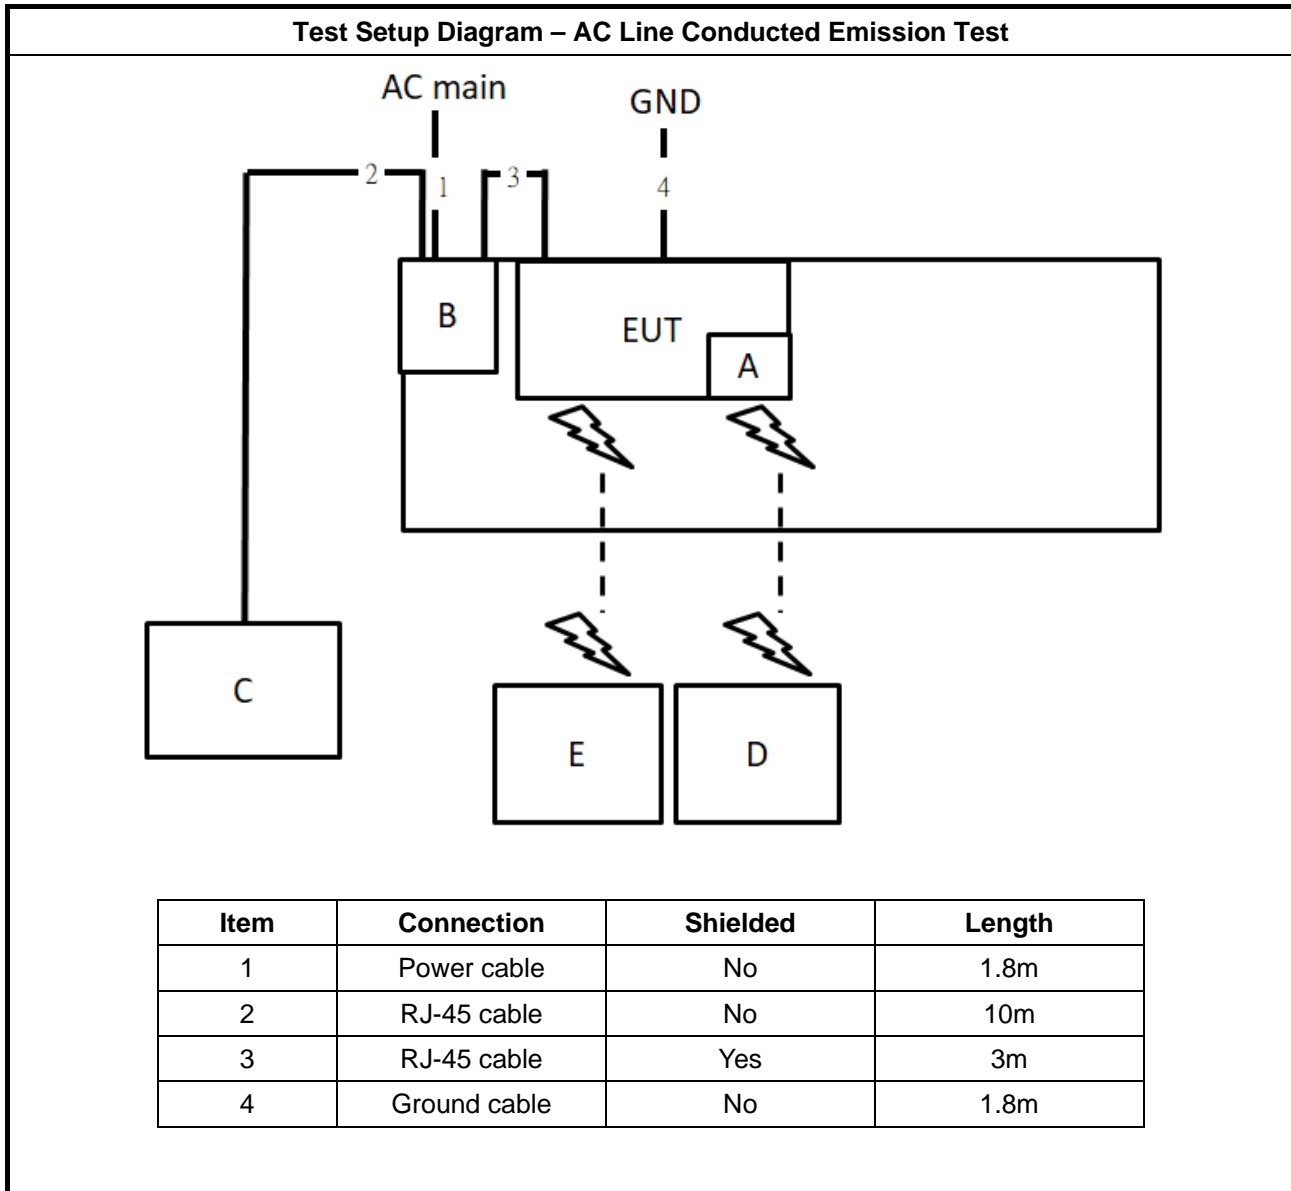 Test Setup Diagram – AC Line Conducted Emission Test
AC main
GND
2
1
3
4
B
EUT
A
C
E
D
Item Connection Shielded Length
1 Power cable No 1.8m
2 RJ-45 cable No 10m
3 RJ-45 cable Yes 3m
4 Ground cable No 1.8m